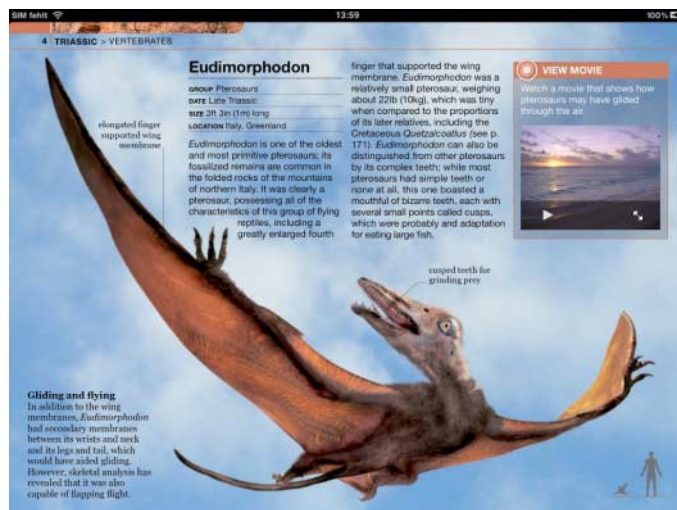 SIM fehlt
13:59
100%
4 TRIASSIC > VERTEBRATES
Eudimorphodon
GROUP Pterosaurs
DATE Late Triassic
SIZE 3ft 3in (1m) long
LOCATION Italy, Greenland
Eudimorphodon is one of the oldest
and most primitive pterosaurs; its
fossilized remains are common in
the folded rocks of the mountains
of northern Italy. It was clearly a
pterosaur, possessing all of the
characteristics of this group of flying
reptiles, including a
greatly enlarged fourth
finger that supported the wing
membrane. Eudimorphodon was a
relatively small pterosaur, weighing
about 22lb (10kg), which was tiny
when compared to the proportions
of its later relatives, including the
Cretaceous Quetzalcoatlus (see p.
171). Eudimorphodon can also be
distinguished from other pterosaurs
by its complex teeth; while most
pterosaurs had simple teeth or
none at all, this one boasted a
mouthful of bizarre teeth, each with
several small points called cusps,
which were probably and adaptation
for eating large fish.
VIEW MOVIE
Watch a movie that shows how
pterosaurs may have glided
through the air.
elongated finger
supported wing
membrane
cusped teeth for
grinding prey
Gliding and flying
In addition to the wing
membranes, Eudimorphodon
had secondary membranes
between its wrists and neck
and its legs and tail, which
would have aided gliding.
However, skeletal analysis has
revealed that it was also
capable of flapping flight.